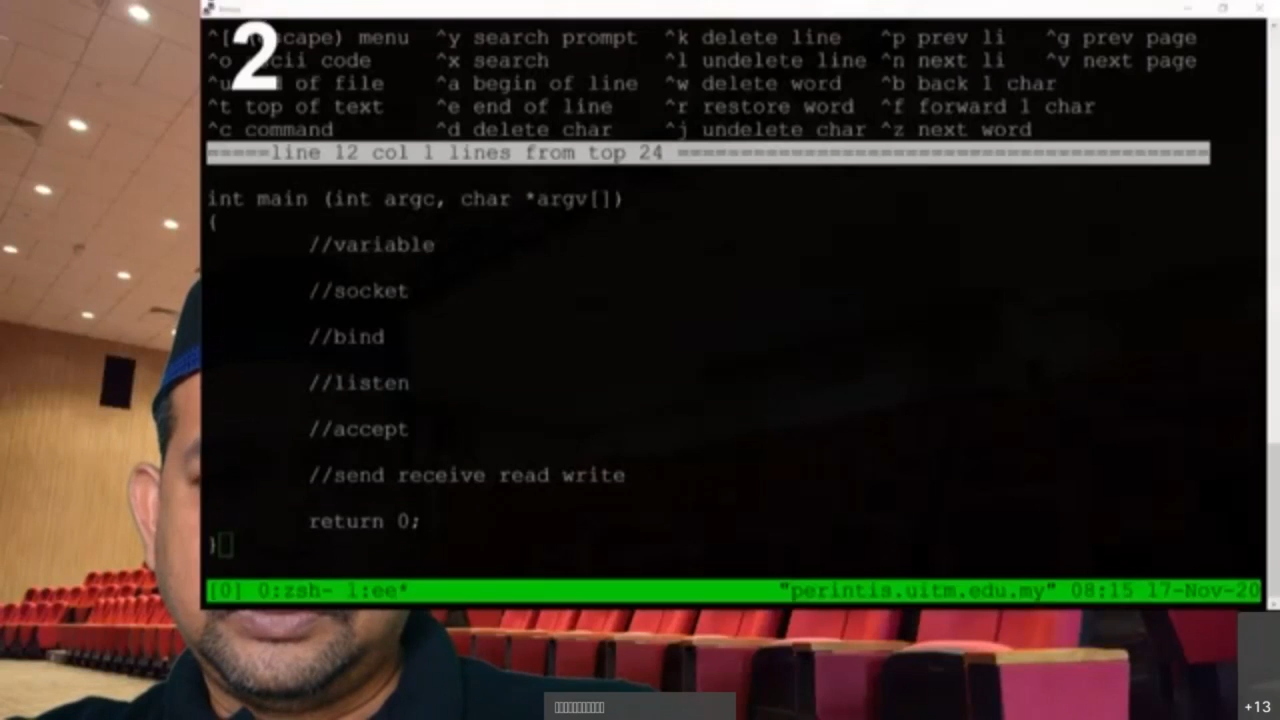 2
^[ (escape) menu ^y search prompt ^k delete line ^p prev li ^g prev page
^o ascii code ^x search ^l undelete line ^n next li ^v next page
^u of file ^a begin of line ^w delete word ^b back 1 char
^t top of text ^e end of line ^r restore word ^f forward 1 char
^c command ^d delete char ^j undelete char ^z next word
=====line 12 col 1 lines from top 24 ==========================================
int main (int argc, char *argv[])
{
//variable
//socket
//bind
//listen
//accept
//send receive read write
return 0;
}
[0] 0:zsh- 1:ee* "perintis.uitm.edu.my" 08:15 17-Nov-20
+13